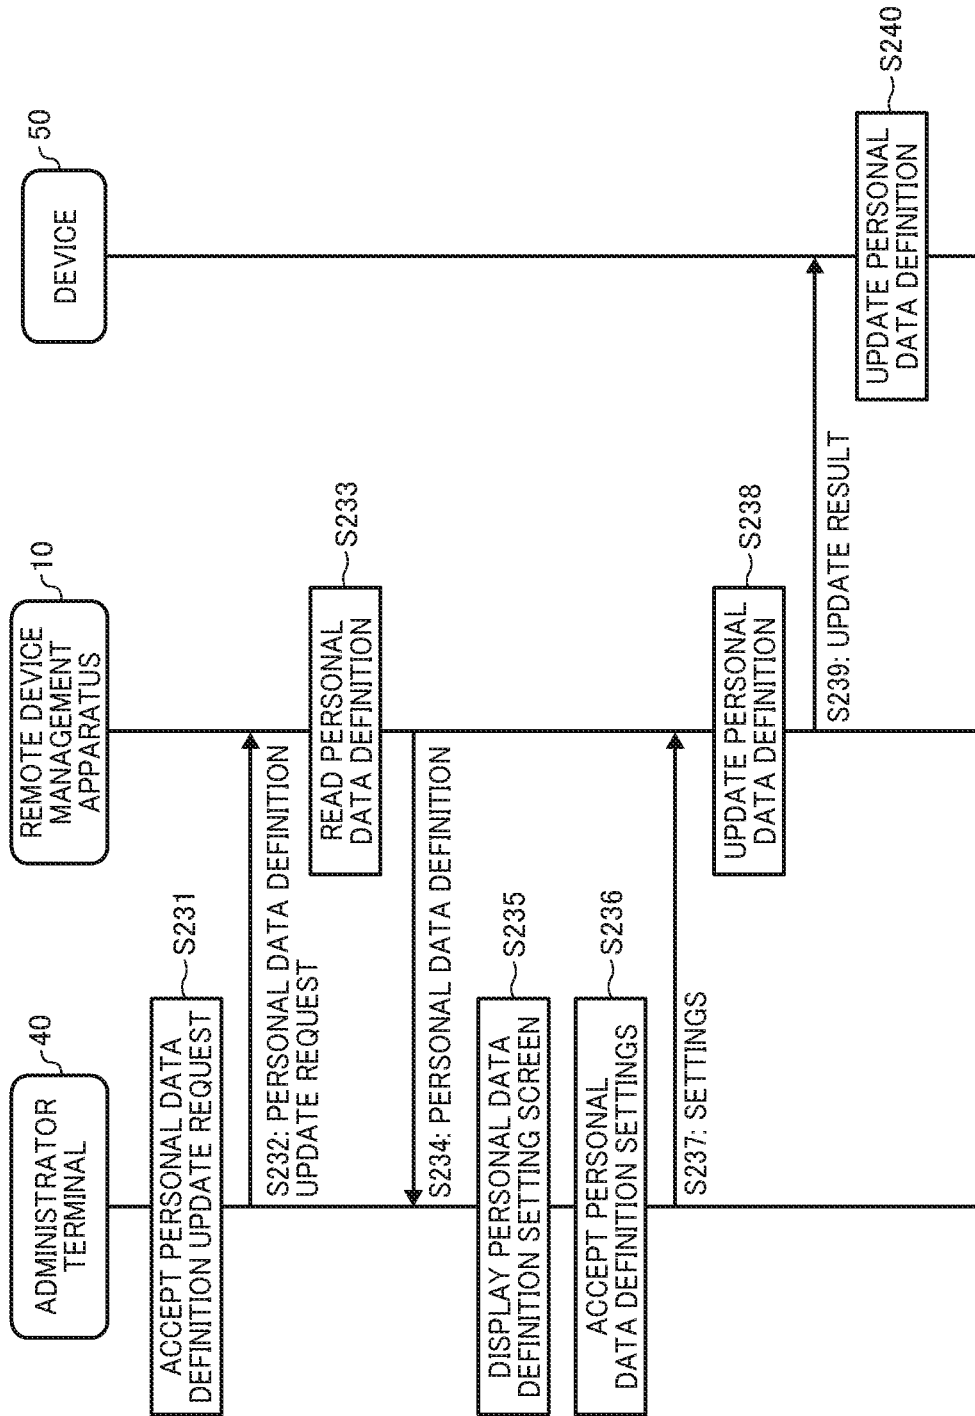 ADMINISTRATOR
TERMINAL
40
REMOTE DEVICE
MANAGEMENT
APPARATUS
10
DEVICE
50
ACCEPT PERSONAL DATA
DEFINITION UPDATE REQUEST
S231
S232: PERSONAL DATA DEFINITION
UPDATE REQUEST
READ PERSONAL
DATA DEFINITION
S233
S234: PERSONAL DATA DEFINITION
DISPLAY PERSONAL DATA
DEFINITION SETTING SCREEN
S235
ACCEPT PERSONAL
DATA DEFINITION SETTINGS
S236
S237: SETTINGS
UPDATE PERSONAL
DATA DEFINITION
S238
S239: UPDATE RESULT
UPDATE PERSONAL
DATA DEFINITION
S240